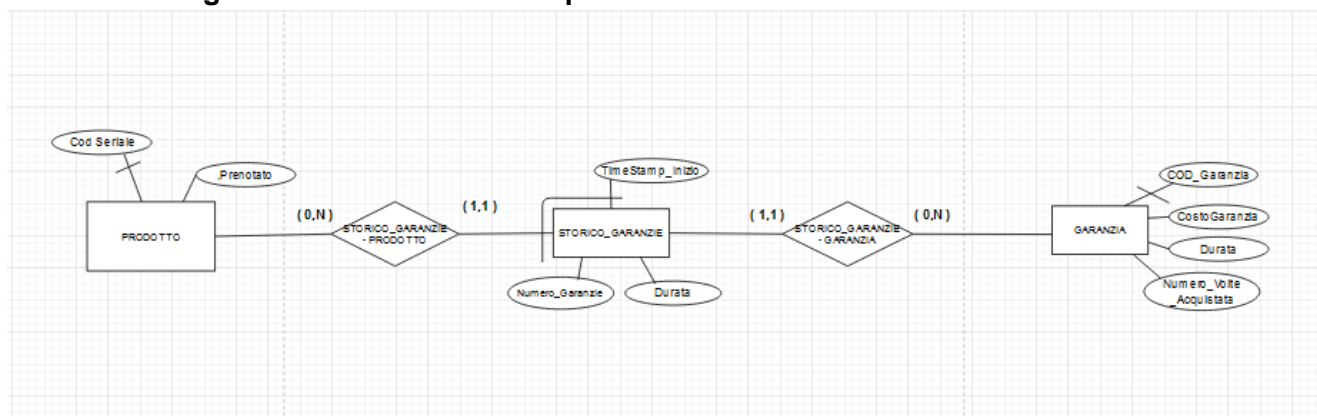 Cod Seriale
,Prenotato
PRODOTTO
(0,N)
STORICO_GARANZIE
- PRODOTTO
(1,1)
TimeStamp_Inizio
STORICO_GARANZIE
Numero_Garanzie
Durata
(1,1)
STORICO_GARANZIE
- GARANZIA
(0,N)
COD_Garanzia
CostoGaranzia
GARANZIA
Durata
Numero_Volte
_Acquistata